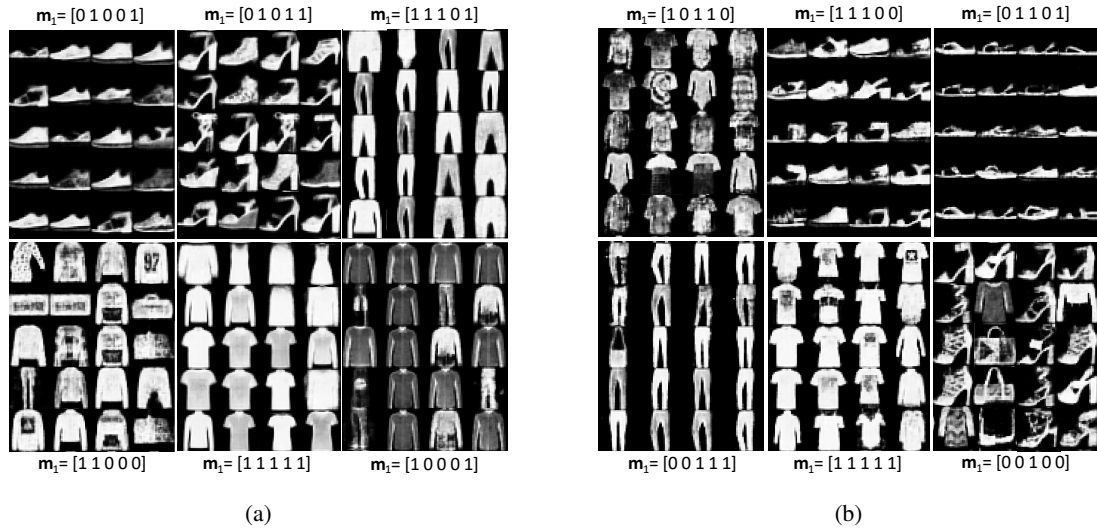 m₁= [0 1 0 0 1] m₁= [0 1 0 1 1] m₁= [1 1 1 0 1] m₁= [1 0 1 1 0] m₁= [1 1 1 0 0] m₁= [0 1 1 0 1]
97
m₁= [1 1 0 0 0] m₁= [1 1 1 1 1] m₁= [1 0 0 0 1] m₁= [0 0 1 1 1] m₁= [1 1 1 1 1] m₁= [0 0 1 0 0]
(a) (b)